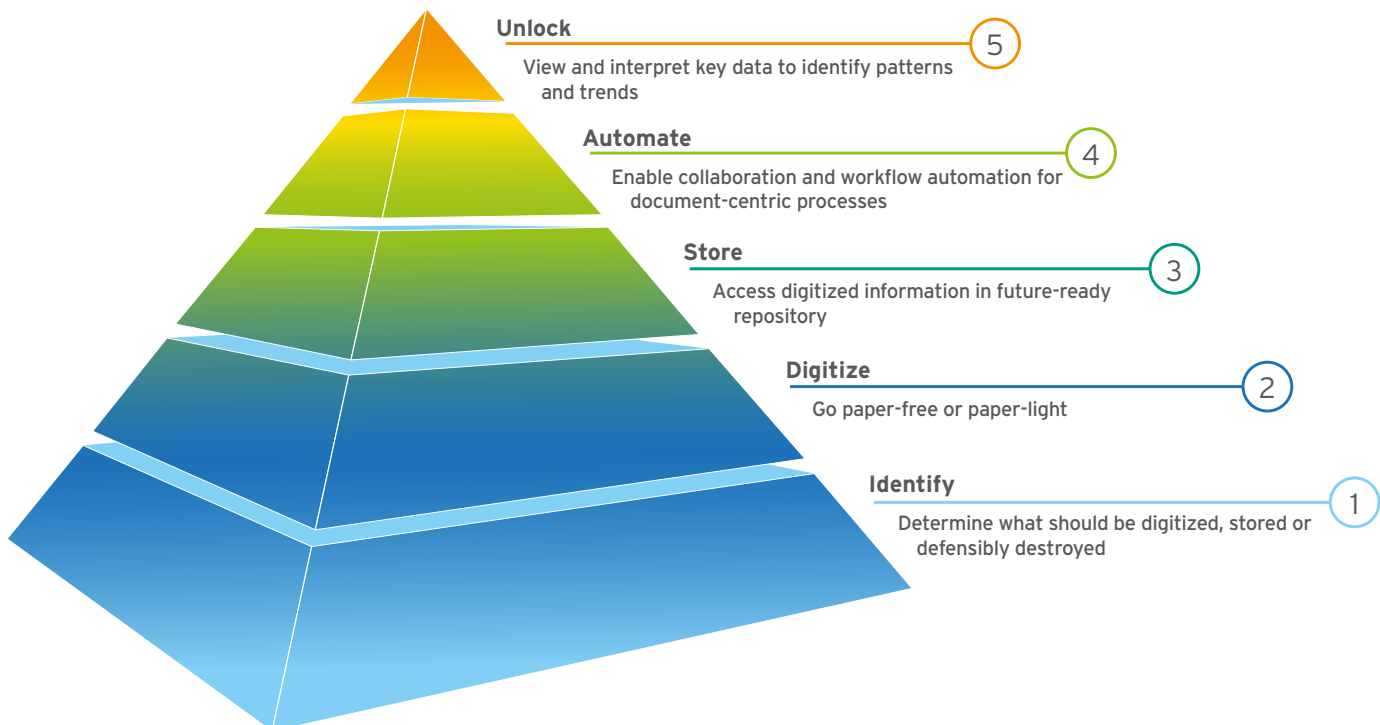 Unlock
5
View and interpret key data to identify patterns
and trends
Automate
4
Enable collaboration and workflow automation for
document-centric processes
Store
3
Access digitized information in future-ready
repository
Digitize
2
Go paper-free or paper-light
Identify
1
Determine what should be digitized, stored or
defensibly destroyed